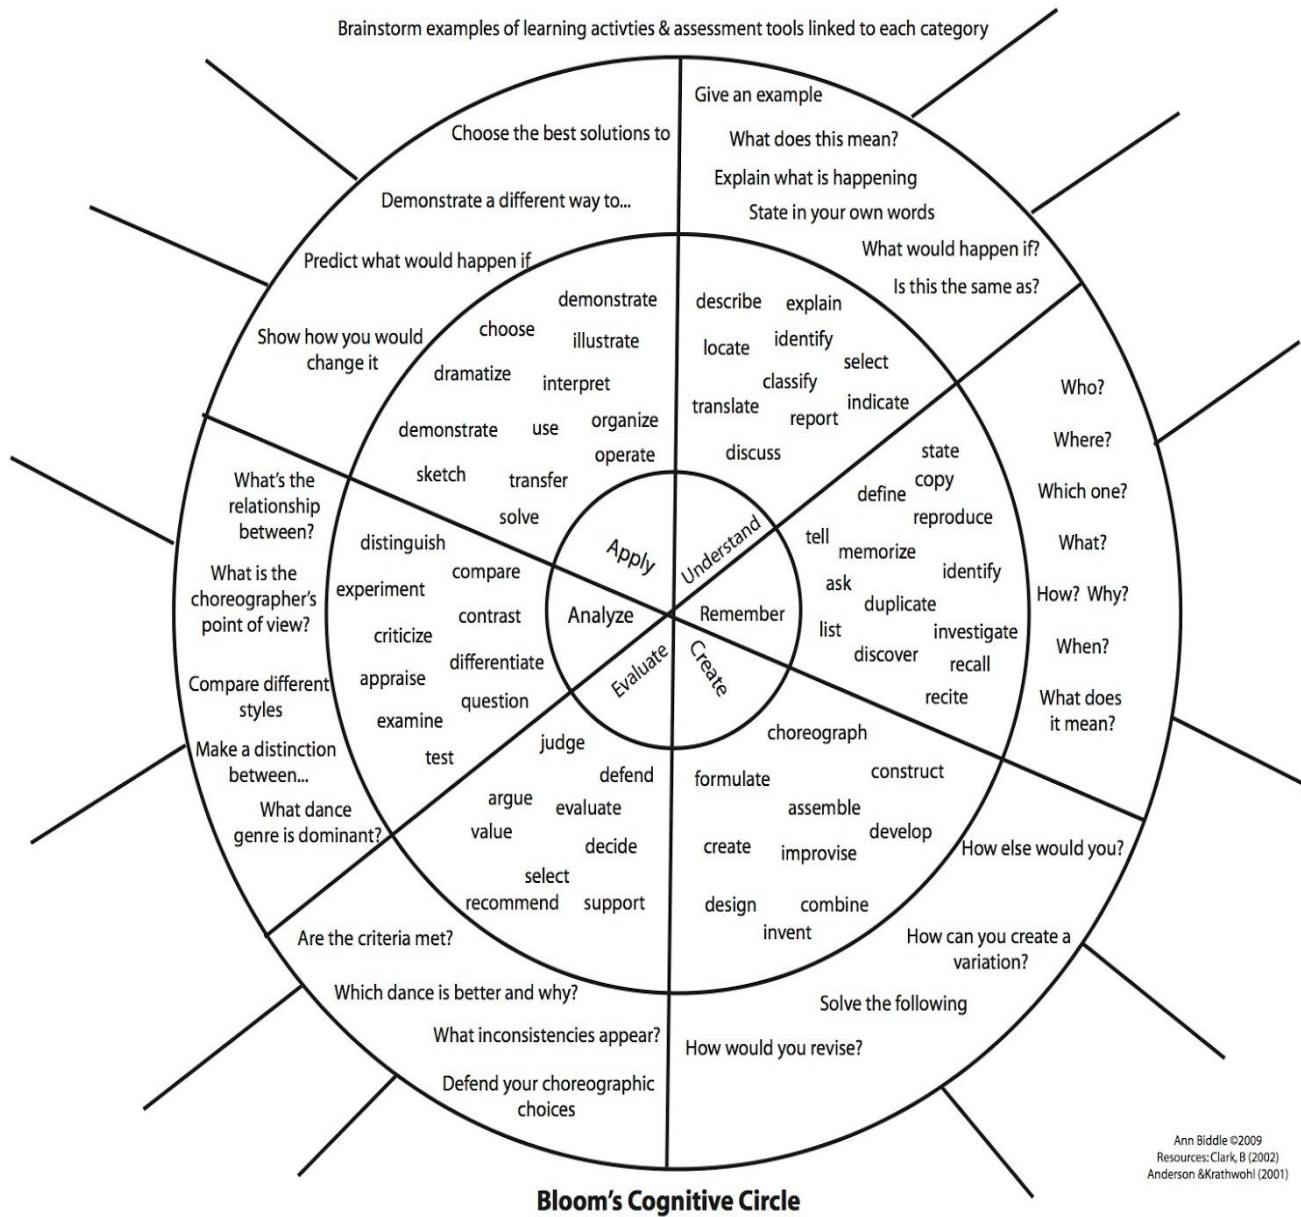 Brainstorm examples of learning activties & assessment tools linked to each category
Give an example
What does this mean?
Explain what is happening
State in your own words
What would happen if?
Is this the same as?
describe
explain
locate
identify
select
classify
translate
report
indicate
discuss
Understand
Who?
Where?
Which one?
What?
How? Why?
When?
What does
it mean?
state
copy
define
reproduce
tell
memorize
identify
ask
duplicate
list
investigate
discover
recall
recite
Remember
How else would you?
How can you create a
variation?
Solve the following
How would you revise?
choreograph
formulate
construct
assemble
develop
create
improvise
design
combine
invent
Create
Are the criteria met?
Which dance is better and why?
What inconsistencies appear?
Defend your choreographic
choices
judge
defend
argue
evaluate
value
decide
select
recommend
support
Evaluate
What's the
relationship
between?
What is the
choreographer's
point of view?
Compare different
styles
Make a distinction
between...
What dance
genre is dominant?
distinguish
compare
experiment
contrast
criticize
differentiate
appraise
question
examine
test
Analyze
Choose the best solutions to
Demonstrate a different way to...
Predict what would happen if
Show how you would
change it
demonstrate
choose
illustrate
dramatize
interpret
organize
demonstrate
use
operate
sketch
transfer
solve
Apply
Ann Biddle ©2009
Resources: Clark, B (2002)
Anderson &Krathwohl (2001)
Bloom's Cognitive Circle